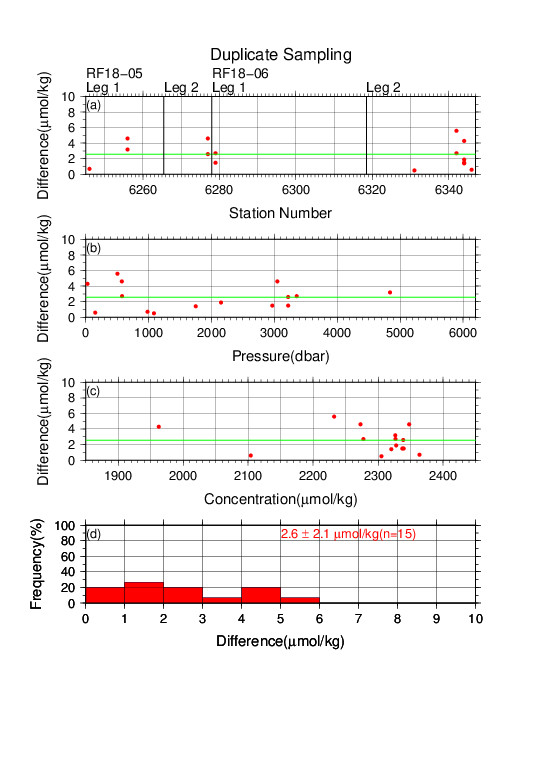 Duplicate Sampling
RF18−05 RF18−06
Leg 1 Leg 2 Leg 1 Leg 2
(a)
Difference(μmol/kg)
0 2 4 6 8 10
6260 6280 6300 6320 6340
Station Number
(b)
Difference(μmol/kg)
0 2 4 6 8 10
0 1000 2000 3000 4000 5000 6000
Pressure(dbar)
(c)
Difference(μmol/kg)
0 2 4 6 8 10
1900 2000 2100 2200 2300 2400
Concentration(μmol/kg)
(d)
2.6 ± 2.1 μmol/kg(n=15)
Frequency(%)
0 20 40 60 80 100
0 1 2 3 4 5 6 7 8 9 10
Difference(μmol/kg)